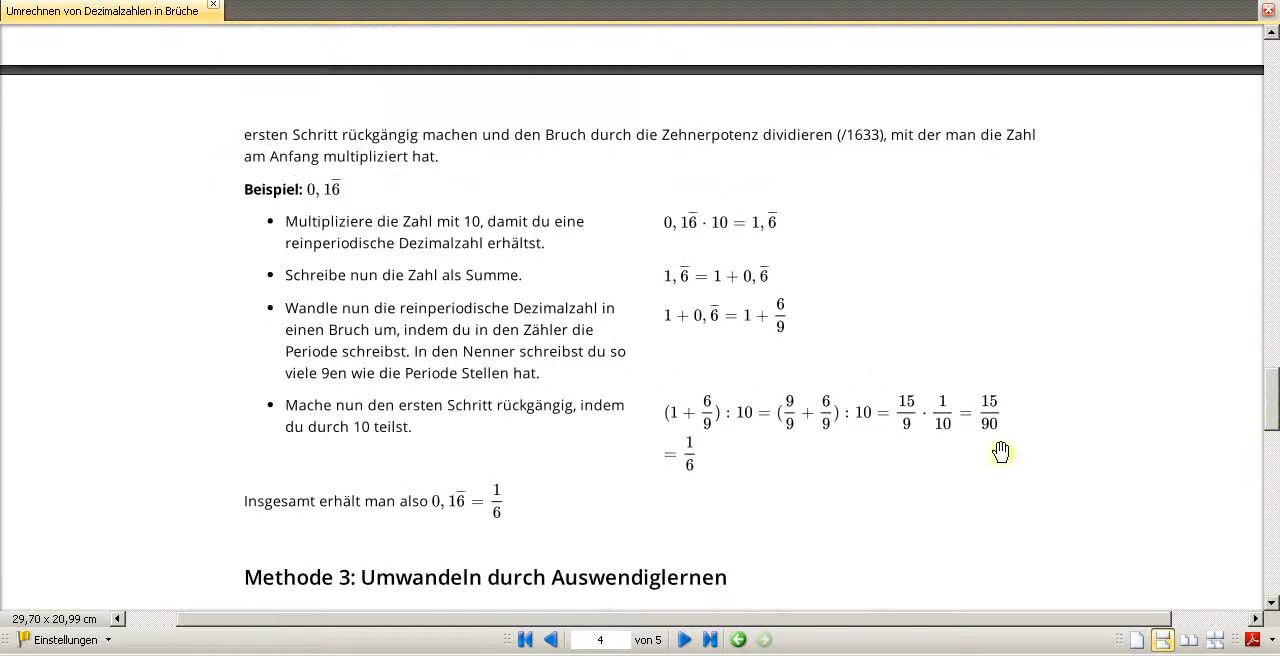 Umrechnen von Dezimalzahlen in Brüche
ersten Schritt rückgängig machen und den Bruch durch die Zehnerpotenz dividieren (/1633), mit der man die Zahl
am Anfang multipliziert hat.
Beispiel: 0, 16̅
• Multipliziere die Zahl mit 10, damit du eine
reinperiodische Dezimalzahl erhältst.
0, 16̅ · 10 = 1, 6̅
• Schreibe nun die Zahl als Summe.
1, 6̅ = 1 + 0, 6̅
• Wandle nun die reinperiodische Dezimalzahl in
einen Bruch um, indem du in den Zähler die
Periode schreibst. In den Nenner schreibst du so
viele 9en wie die Periode Stellen hat.
1 + 0, 6̅ = 1 + 6/9
• Mache nun den ersten Schritt rückgängig, indem
du durch 10 teilst.
(1 + 6/9) : 10 = (9/9 + 6/9) : 10 = 15/9 · 1/10 = 15/90
= 1/6
Insgesamt erhält man also 0, 16̅ = 1/6
Methode 3: Umwandeln durch Auswendiglernen
29,70 x 20,99 cm
Einstellungen
4 von 5